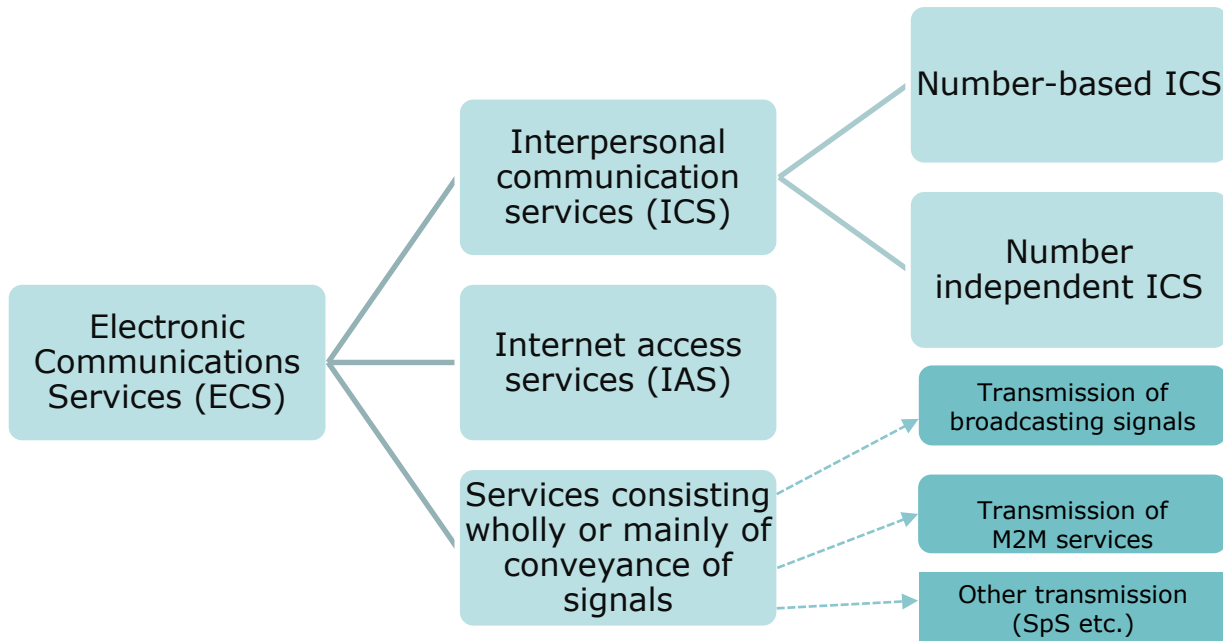 Electronic
Communications
Services (ECS)
Interpersonal
communication
services (ICS)
Internet access
services (IAS)
Services consisting
wholly or mainly of
conveyance of
signals
Number-based ICS
Number
independent ICS
Transmission of
broadcasting signals
Transmission of
M2M services
Other transmission
(SpS etc.)